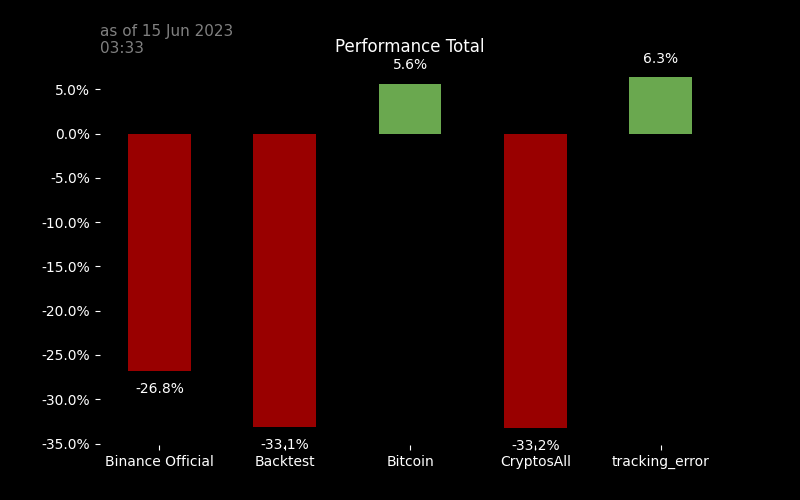 as of 15 Jun 2023
03:33
Performance Total
5.6%
6.3%
5.0%
0.0%
-5.0%
-10.0%
-15.0%
-20.0%
-25.0%
-30.0%
-35.0%
-26.8%
-33.1%
-33.2%
Binance Official
Backtest
Bitcoin
CryptosAll
tracking_error